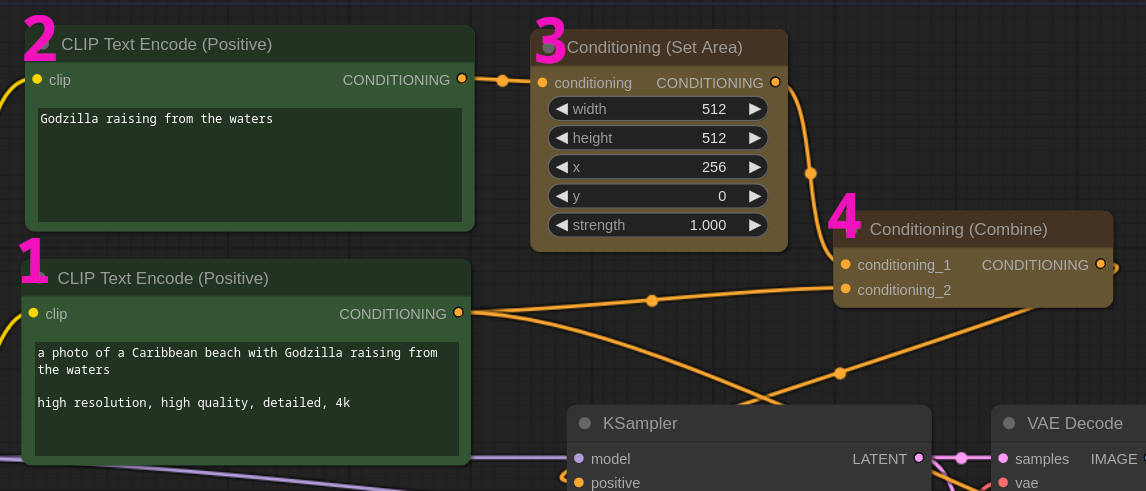 2
CLIP Text Encode (Positive)
clip
CONDITIONING
Godzilla raising from the waters
3
Conditioning (Set Area)
conditioning
CONDITIONING
width 512
height 512
x 256
y 0
strength 1.000
4
Conditioning (Combine)
conditioning_1
CONDITIONING
conditioning_2
1
CLIP Text Encode (Positive)
clip
CONDITIONING
a photo of a Caribbean beach with Godzilla raising from
the waters
high resolution, high quality, detailed, 4k
KSampler
model
LATENT
positive
VAE Decode
samples
IMAGE
vae